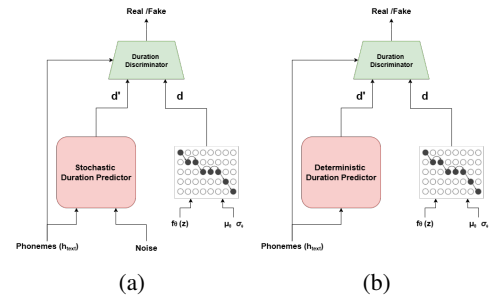 Real /Fake
Duration
Discriminator
d'
d
Stochastic
Duration Predictor
fθ (z)
μθ σθ
Phonemes (htext)
Noise
(a)
Real /Fake
Duration
Discriminator
d'
d
Deterministic
Duration Predictor
fθ (z)
μθ σθ
Phonemes (htext)
(b)